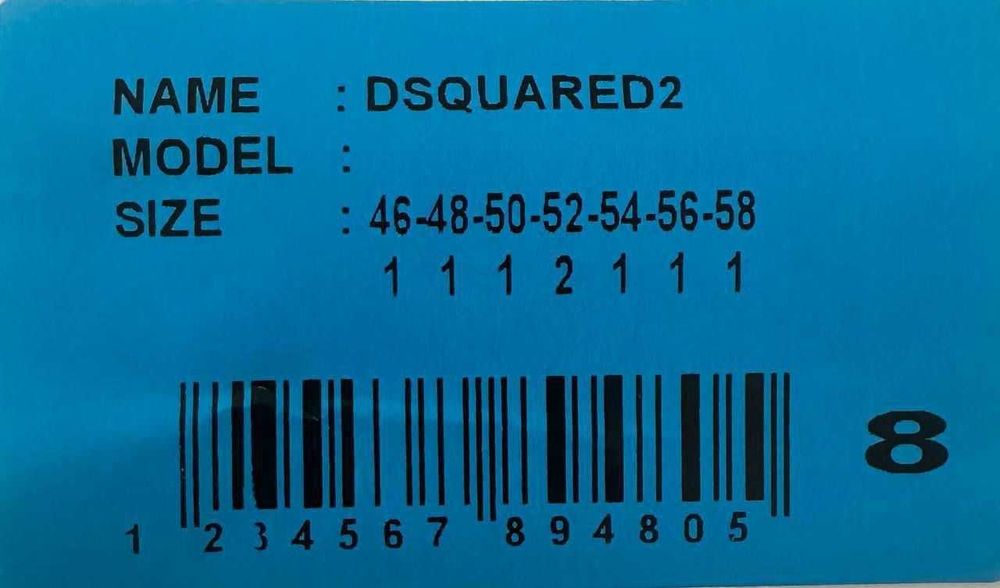 NAME : DSQUARED2
MODEL :
SIZE : 46-48-50-52-54-56-58
1 1 1 2 1 1 1
8
1 234567 894805